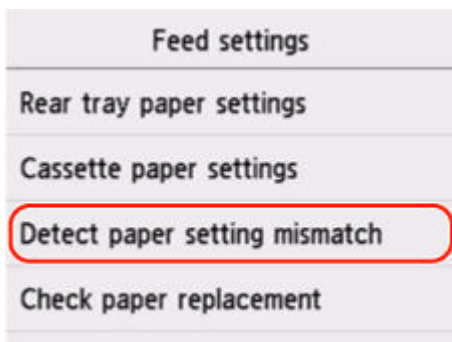 Feed settings
Rear tray paper settings
Cassette paper settings
Detect paper setting mismatch
Check paper replacement